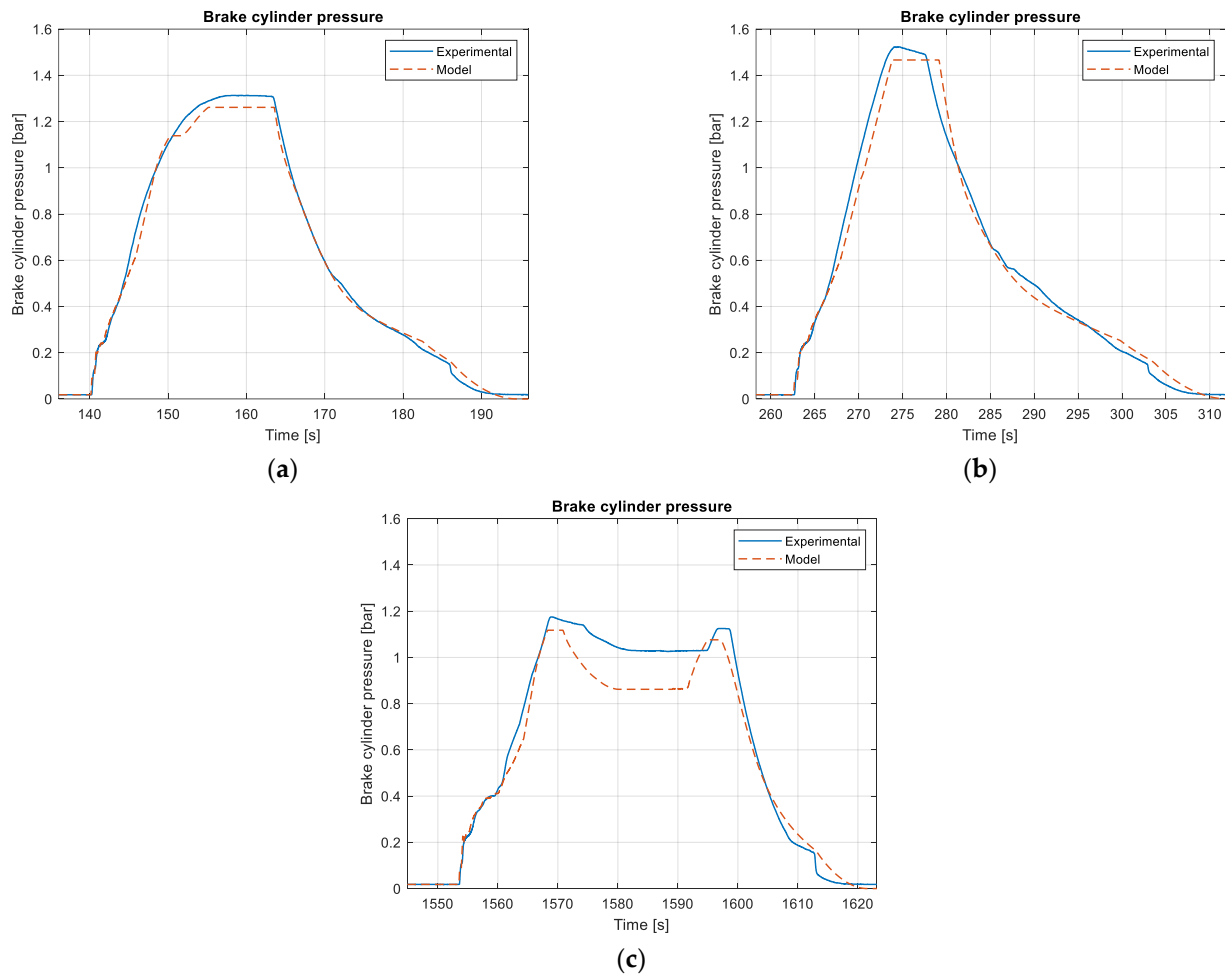 Brake cylinder pressure
Experimental
Model
Brake cylinder pressure [bar]
1.6
1.4
1.2
1
0.8
0.6
0.4
0.2
0
140 150 160 170 180 190
Time [s]
(a)
Brake cylinder pressure
Experimental
Model
Brake cylinder pressure [bar]
1.6
1.4
1.2
1
0.8
0.6
0.4
0.2
0
260 265 270 275 280 285 290 295 300 305 310
Time [s]
(b)
Brake cylinder pressure
Experimental
Model
Brake cylinder pressure [bar]
1.6
1.4
1.2
1
0.8
0.6
0.4
0.2
0
1550 1560 1570 1580 1590 1600 1610 1620
Time [s]
(c)